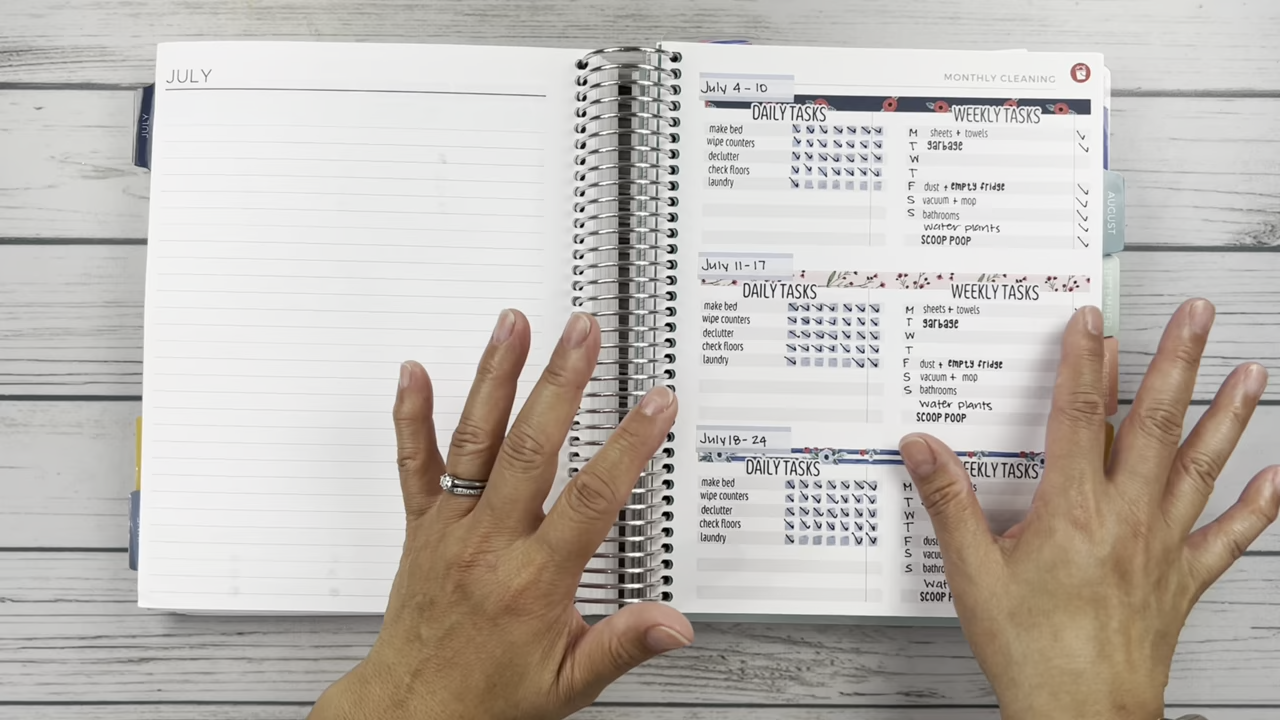 JULY
JULY
MONTHLY CLEANING
AUGUST
July 4-10
DAILY TASKS
make bed
wipe counters
declutter
check floors
laundry
WEEKLY TASKS
M sheets + towels
T garbage
W
T
F dust + empty fridge
S vacuum + mop
S bathrooms
water plants
SCOOP POOP
July 11-17
DAILY TASKS
make bed
wipe counters
declutter
check floors
laundry
WEEKLY TASKS
M sheets + towels
T garbage
W
T
F dust + empty fridge
S vacuum + mop
S bathrooms
water plants
SCOOP POOP
July 18-24
DAILY TASKS
make bed
wipe counters
declutter
check floors
laundry
EEKLY TASKS
M
T
W
T
F
S
S
SCOOP